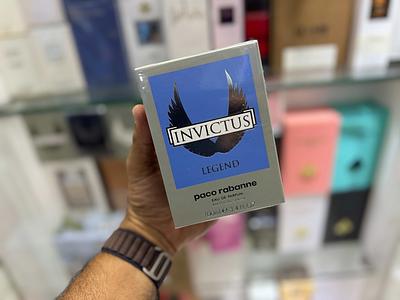 INVICTUS
LEGEND
paco rabanne
EAU DE PARFUM